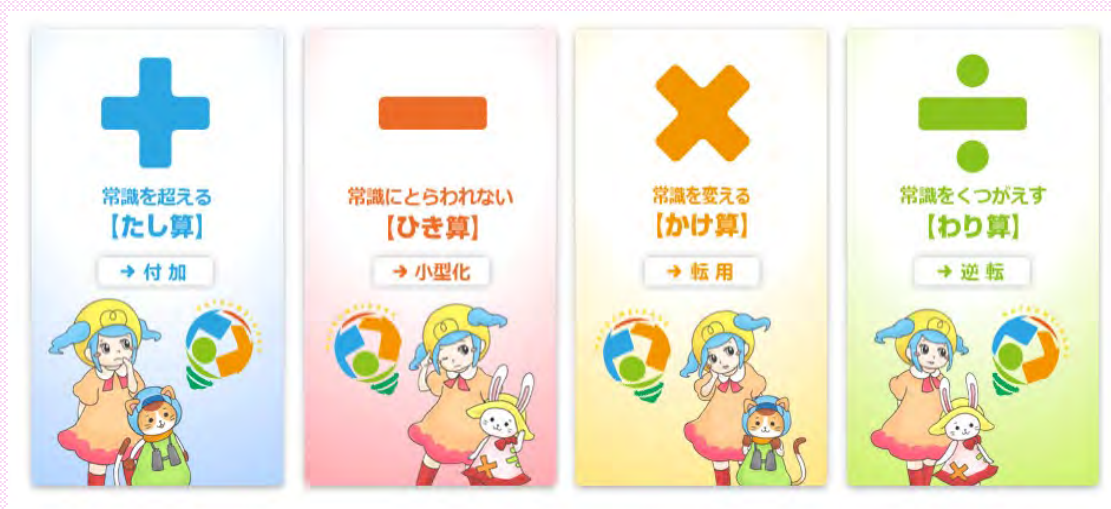 常識を超える
【たし算】
→ 付加
常識にとらわれない
【ひき算】
→ 小型化
常識を変える
【かけ算】
→ 転用
常識をくつがえす
【わり算】
→ 逆転